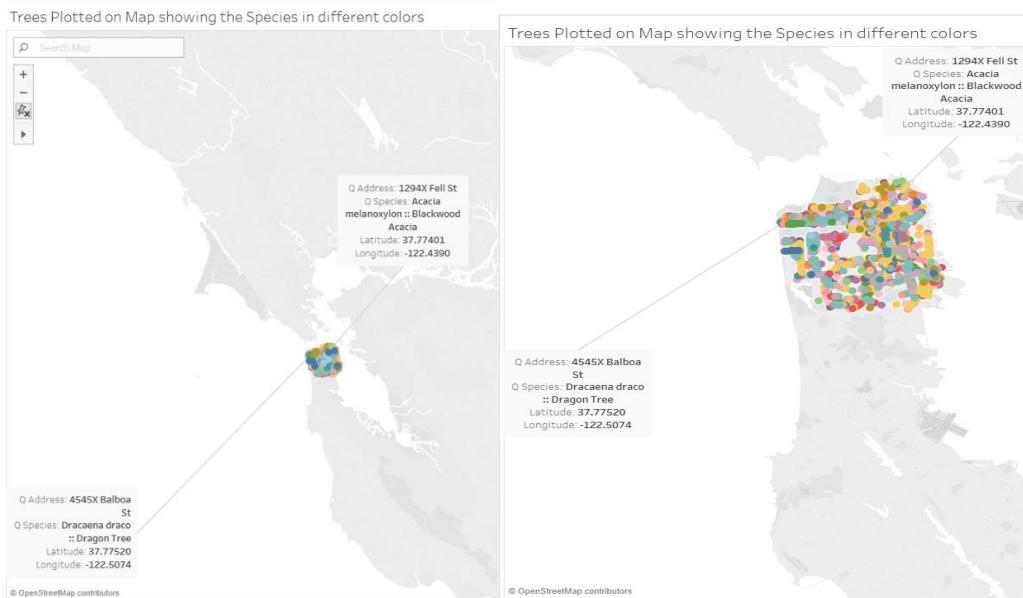 Trees Plotted on Map showing the Species in different colors
Search Map
Q Address: 1294X Fell St
Q Species: Acacia
melanoxylon :: Blackwood
Acacia
Latitude: 37.77401
Longitude: -122.4390
Q Address: 4545X Balboa
St
Q Species: Dracaena draco
:: Dragon Tree
Latitude: 37.77520
Longitude: -122.5074
© OpenStreetMap contributors
Trees Plotted on Map showing the Species in different colors
Q Address: 1294X Fell St
Q Species: Acacia
melanoxylon :: Blackwood
Acacia
Latitude: 37.77401
Longitude: -122.4390
Q Address: 4545X Balboa
St
Q Species: Dracaena draco
:: Dragon Tree
Latitude: 37.77520
Longitude: -122.5074
© OpenStreetMap contributors